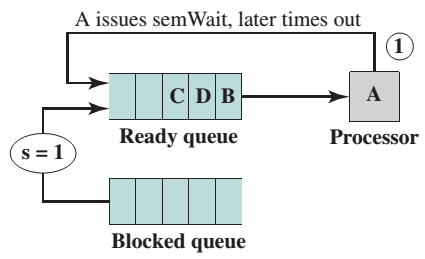 A issues semWait, later times out
1
C D B
A
Ready queue
Processor
s = 1
Blocked queue